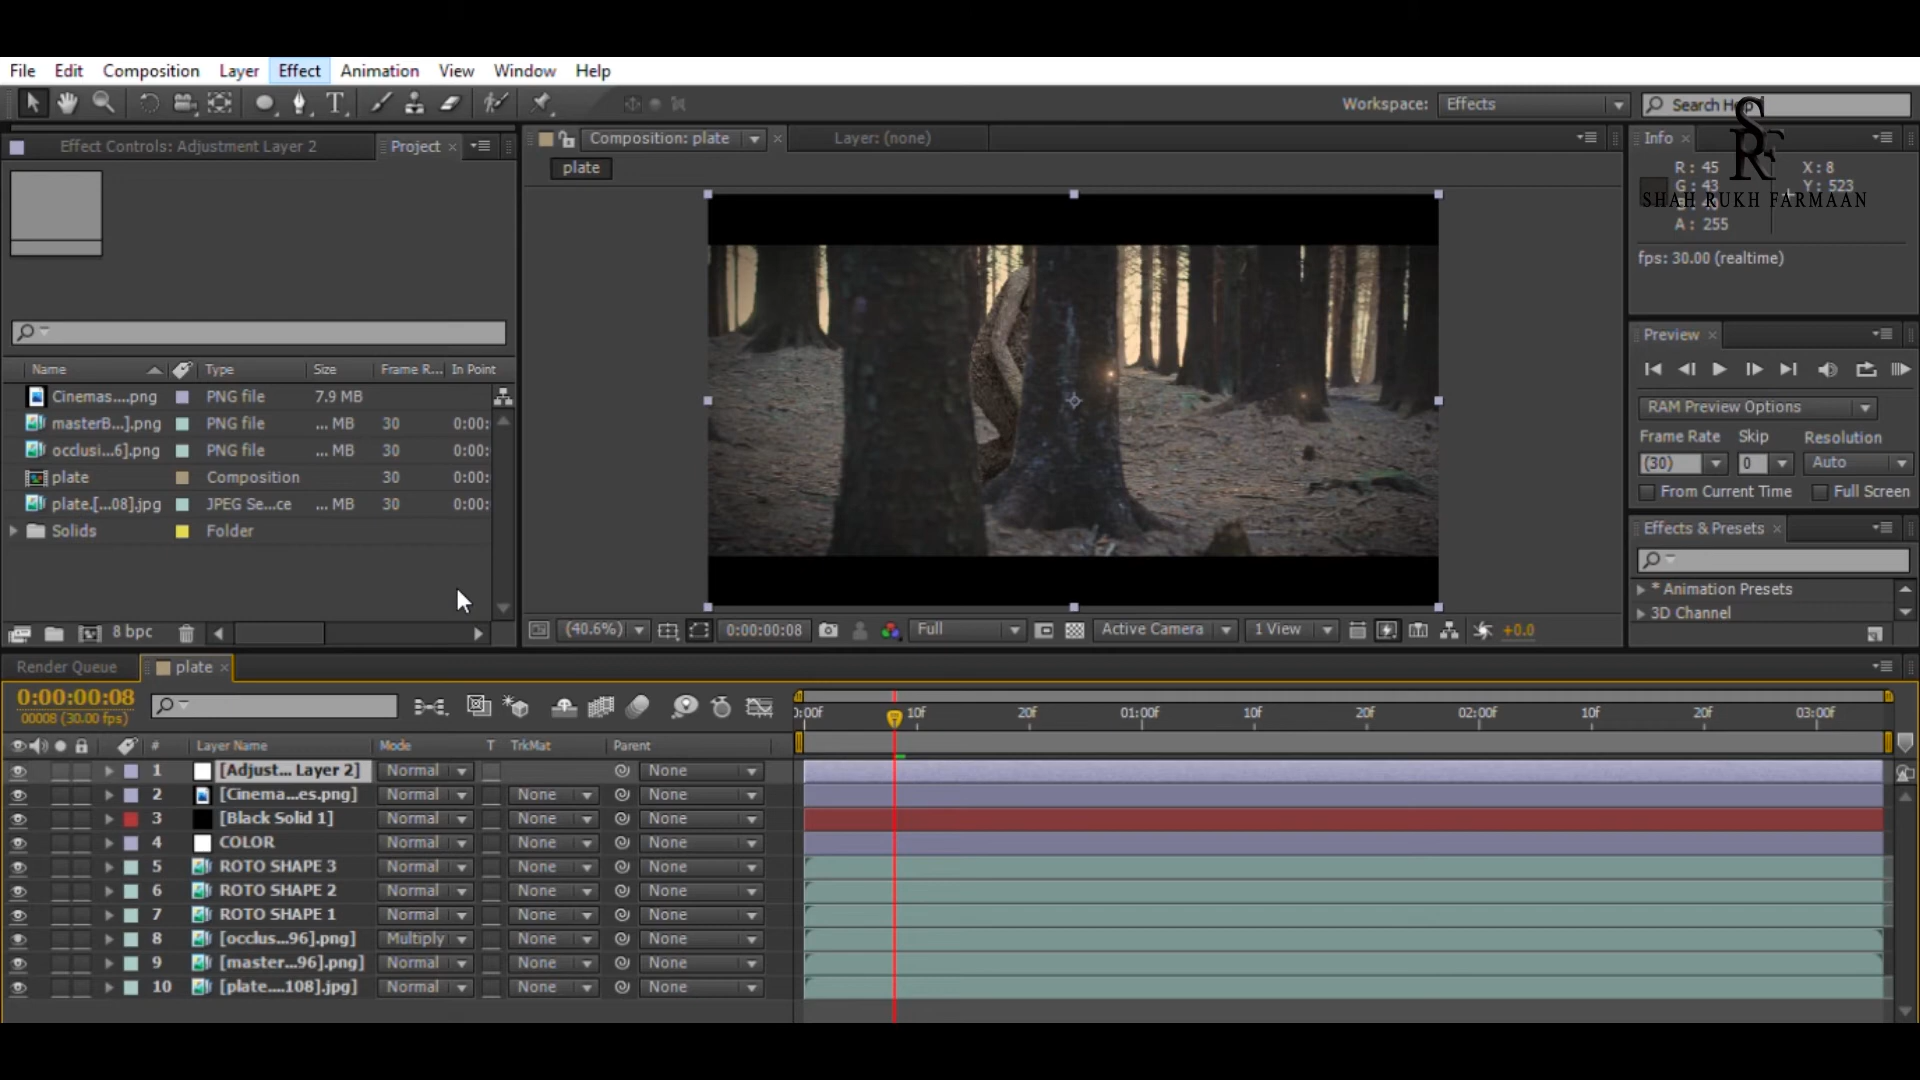 File Edit Composition Layer Effect Animation View Window Help
Workspace: Effects
Search Help
Effect Controls: Adjustment Layer 2
Project
Composition: plate
Layer: (none)
plate
Info
R: 45
G: 43
A: 255
X: 8
Y: 523
SRF
SHAH RUKH FARMAAN
fps: 30.00 (realtime)
Preview
RAM Preview Options
Frame Rate Skip Resolution
(30) 0 Auto
From Current Time Full Screen
Effects & Presets
* Animation Presets
3D Channel
Name Type Size Frame R... In Point
Cinemas....png PNG file 7.9 MB
masterB...].png PNG file ... MB 30 0:00:
occlusi...6].png PNG file ... MB 30 0:00:
plate Composition 30 0:00:
plate.[...08].jpg JPEG Se...ce ... MB 30 0:00:
Solids Folder
8 bpc
(40.6%) 0:00:00:08 Full Active Camera 1 View +0.0
Render Queue plate
0:00:00:08
00008 (30.00 fps)
):00f 10f 20f 01:00f 10f 20f 02:00f 10f 20f 03:00f
# Layer Name Mode T TrkMat Parent
1 [Adjust... Layer 2] Normal None
2 [Cinema...es.png] Normal None None
3 [Black Solid 1] Normal None None
4 COLOR Normal None None
5 ROTO SHAPE 3 Normal None None
6 ROTO SHAPE 2 Normal None None
7 ROTO SHAPE 1 Normal None None
8 [occlus...96].png] Multiply None None
9 [master...96].png] Normal None None
10 [plate....108].jpg] Normal None None